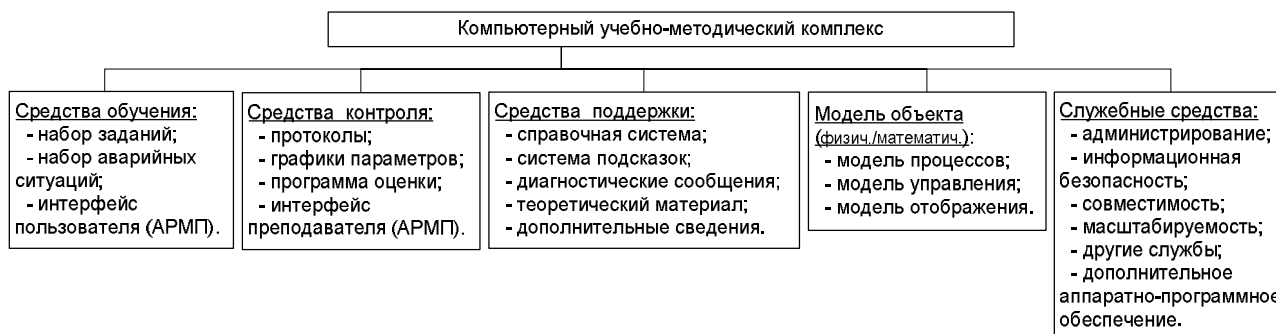 Компьютерный учебно-методический комплекс
Средства обучения:
- набор заданий;
- набор аварийных
ситуаций;
- интерфейс
пользователя (АРМП).
Средства контроля:
- протоколы;
- графики параметров;
- программа оценки;
- интерфейс
преподавателя (АРМП).
Средства поддержки:
- справочная система;
- система подсказок;
- диагностические сообщения;
- теоретический материал;
- дополнительные сведения.
Модель объекта
(физич./математич.):
- модель процессов;
- модель управления;
- модель отображения.
Служебные средства:
- администрирование;
- информационная
безопасность;
- совместимость;
- масштабируемость;
- другие службы;
- дополнительное
аппаратно-программное
обеспечение.